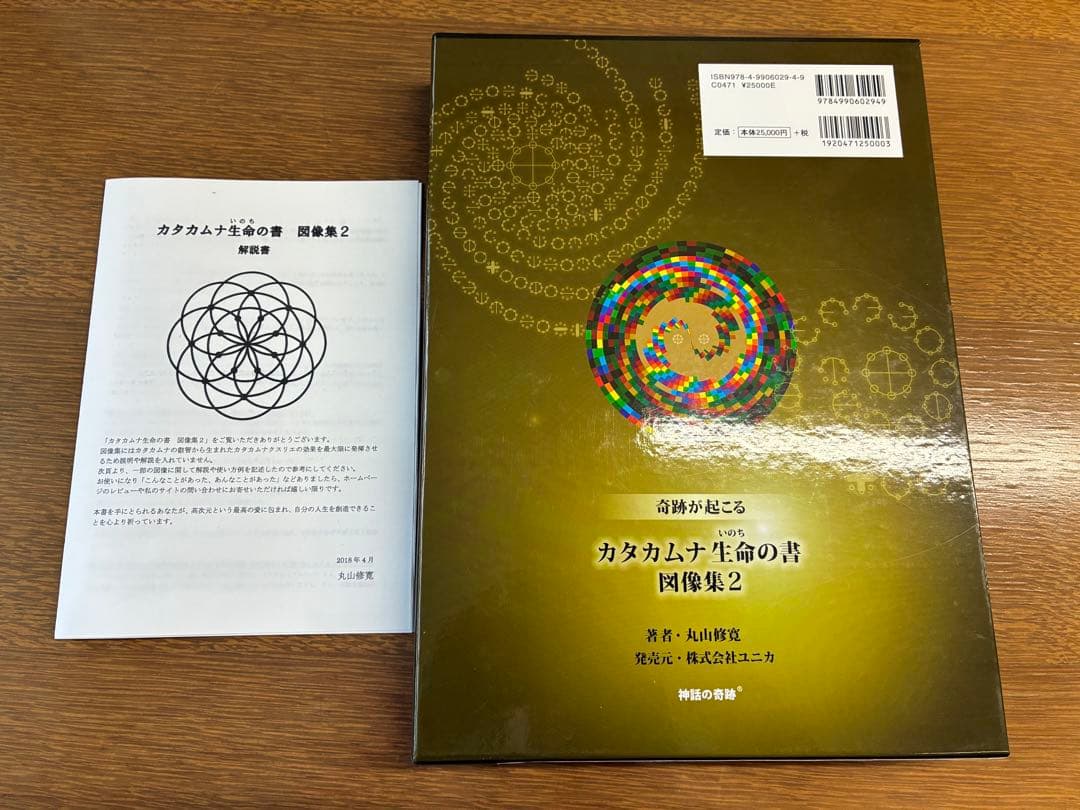 いのち
カタカムナ生命の書　図像集２
解説書
「カタカムナ生命の書　図像集２」をご覧いただきありがとうございます。
図像集にはカタカムナの叡智から生まれたカタカムナクスリエの効果を最大限に発揮させ
るため説明や解説を入れていません。
次頁より、一部の図像に関して解説や使い方例を記述したので参考にしてください。
お使いになり「こんなことがあった、あんなことがあった」などありましたら、ホームペー
ジのレビューや私のサイトの問い合わせにお寄せいただければ嬉しい限りです。
本書を手にとられるあなたが、高次元という最高の愛に包まれ、自分の人生を創造できるこ
とを心より祈っています。
2018年4月
丸山修寛
ISBN978-4-9906029-4-9
C0471 ¥25000E
定価：本体25,000円＋税
9784990602949
1920471250003
奇跡が起こる
いのち
カタカムナ生命の書
図像集２
著者・丸山修寛
発売元・株式会社ユニカ
神話の奇跡®